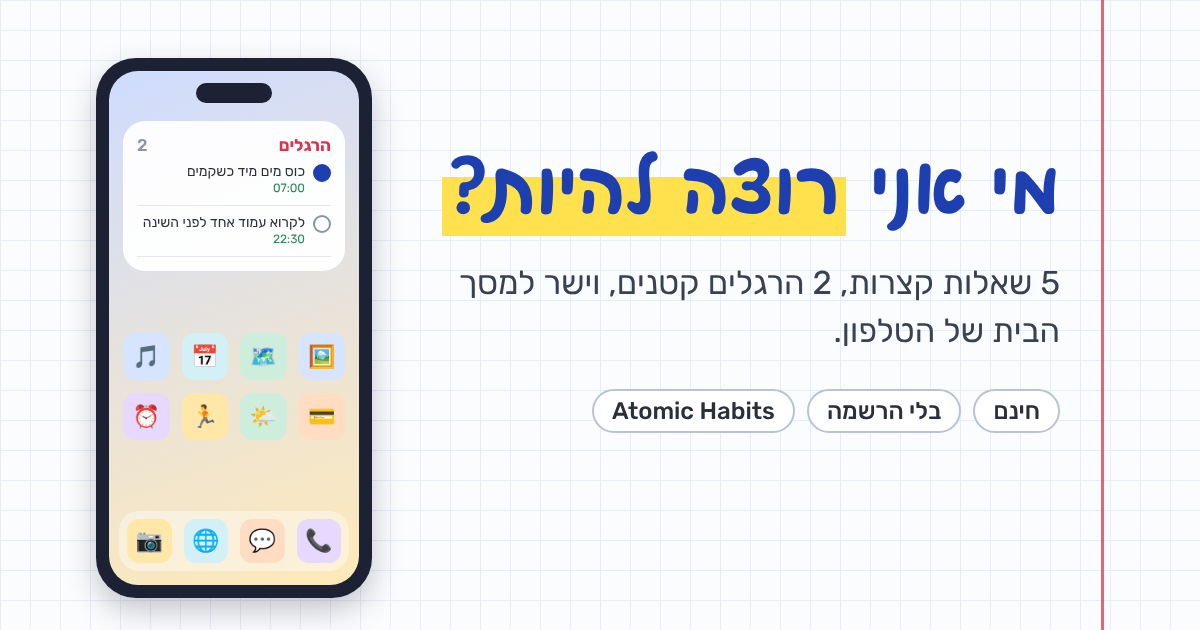 מי אני רוצה להיות?
5 שאלות קצרות, 2 הרגלים קטנים, וישר למסך
הבית של הטלפון.
חינם
בלי הרשמה
Atomic Habits
הרגלים 2
כוס מים מיד כשקמים
07:00
לקרוא עמוד אחד לפני השינה
22:30